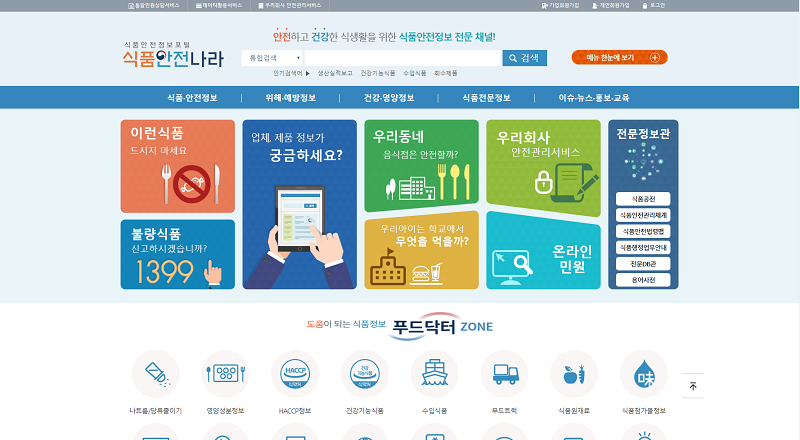 통합민원상담서비스 데이터활용서비스 우리회사 안전관리서비스 기업회원가입 개인회원가입 로그인
안전하고 건강한 식생활을 위한 식품안전정보 전문 채널!
식품안전정보포털
식품안전나라
통합검색 검색 메뉴 한눈에 보기
인기검색어 ▶ 생산실적보고 건강기능식품 수입식품 회수제품
식품·안전정보 위해·예방정보 건강·영양정보 식품전문정보 이슈·뉴스·홍보·교육
이런식품
드시지 마세요
불량식품
신고하시겠습니까?
1399
업체, 제품 정보가
궁금하세요?
우리동네
음식점은 안전할까?
우리아이는 학교에서
무엇을 먹을까?
우리회사
안전관리서비스
온라인
민원
전문정보관
식품공전
식품안전관리체계
식품안전법령맵
식품행정업무안내
전문DB관
용어사전
도움이 되는 식품정보 푸드닥터 ZONE
HACCP
식약처
건강
기능식품
식약처
味
나트륨/당류줄이기 영양성분정보 HACCP정보 건강기능식품 수입식품 푸드트럭 식품원재료 식품첨가물정보